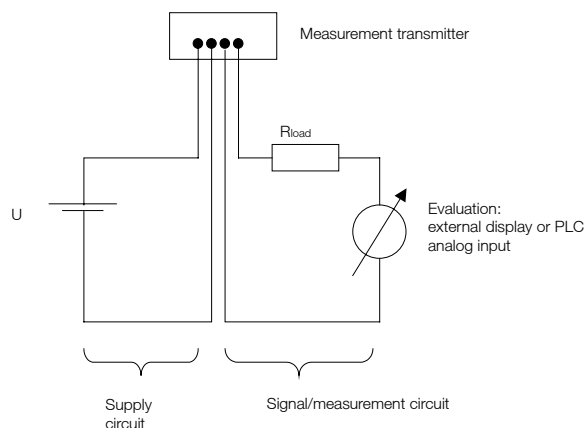 Measurement transmitter
Rload
U
Evaluation:
external display or PLC
analog input
Supply
circuit
Signal/measurement circuit